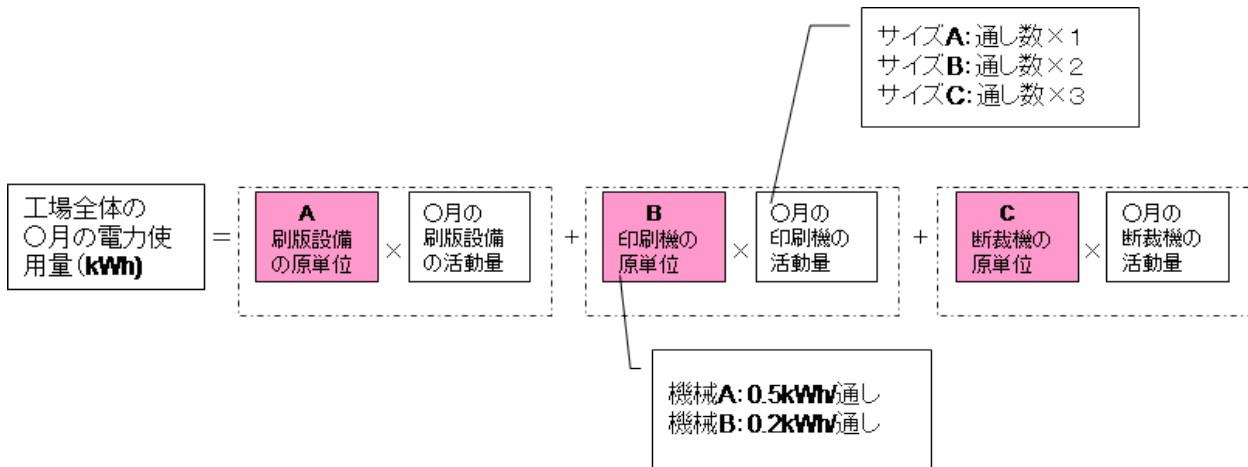 サイズA:通し数×1
サイズB:通し数×2
サイズC:通し数×3
工場全体の
○月の電力使
用量(kWh)
=
A
刷版設備
の原単位
×
○月の
刷版設備
の活動量
+
B
印刷機の
原単位
×
○月の
印刷機の
活動量
+
C
断裁機の
原単位
×
○月の
断裁機の
活動量
機械A:0.5kWh/通し
機械B:0.2kWh/通し